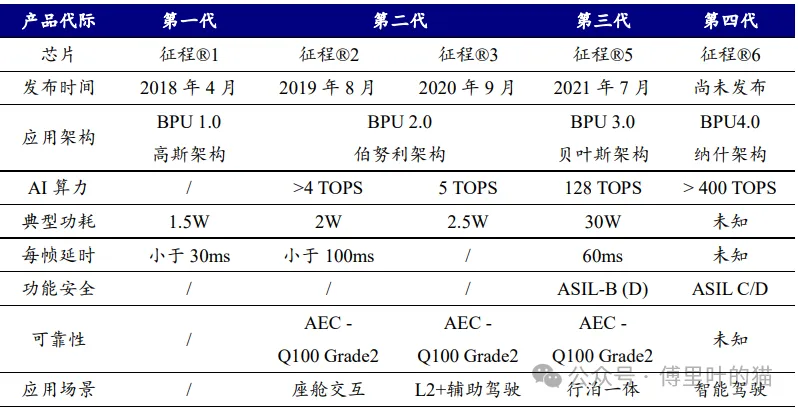 产品代际 第一代 第二代 第三代 第四代
芯片 征程®1 征程®2 征程®3 征程®5 征程®6
发布时间 2018 年 4 月 2019 年 8 月 2020 年 9 月 2021 年 7 月 尚未发布
应用架构 BPU 1.0 BPU 2.0 BPU 3.0 BPU4.0
高斯架构 伯努利架构 贝叶斯架构 纳什架构
AI 算力 / >4 TOPS 5 TOPS 128 TOPS > 400 TOPS
典型功耗 1.5W 2W 2.5W 30W 未知
每帧延时 小于 30ms 小于 100ms / 60ms 未知
功能安全 / / / ASIL-B (D) ASIL C/D
可靠性 / AEC - AEC - AEC - 未知
Q100 Grade2 Q100 Grade2 Q100 Grade2
应用场景 / 座舱交互 L2+辅助驾驶 行泊一体 智能驾驶
公众号 · 傅里叶的猫